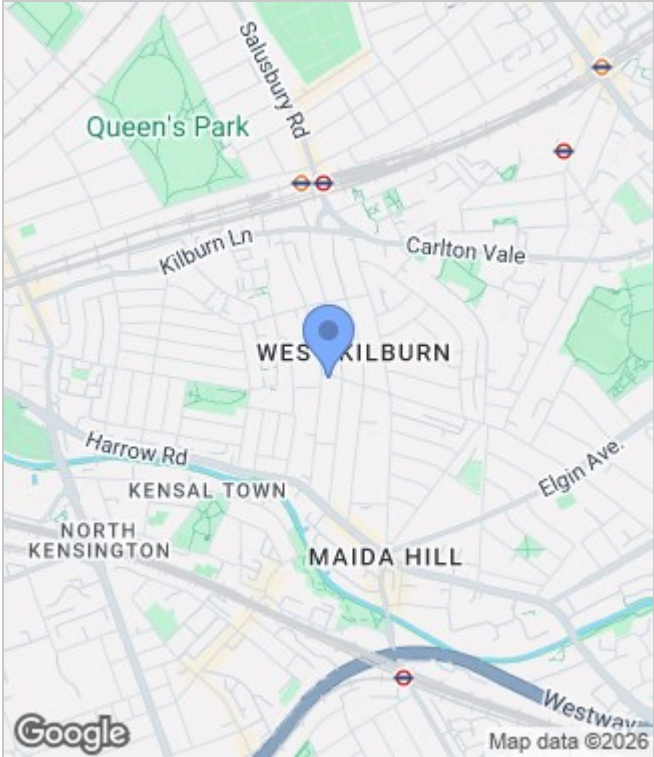 Salusbury Rd
Queen's Park
Kilburn Ln
Carlton Vale
WES KILBURN
Harrow Rd
Elgin Ave.
KENSAL TOWN
NORTH
KENSINGTON
MAIDA HILL
Westway
Google
Map data ©2026